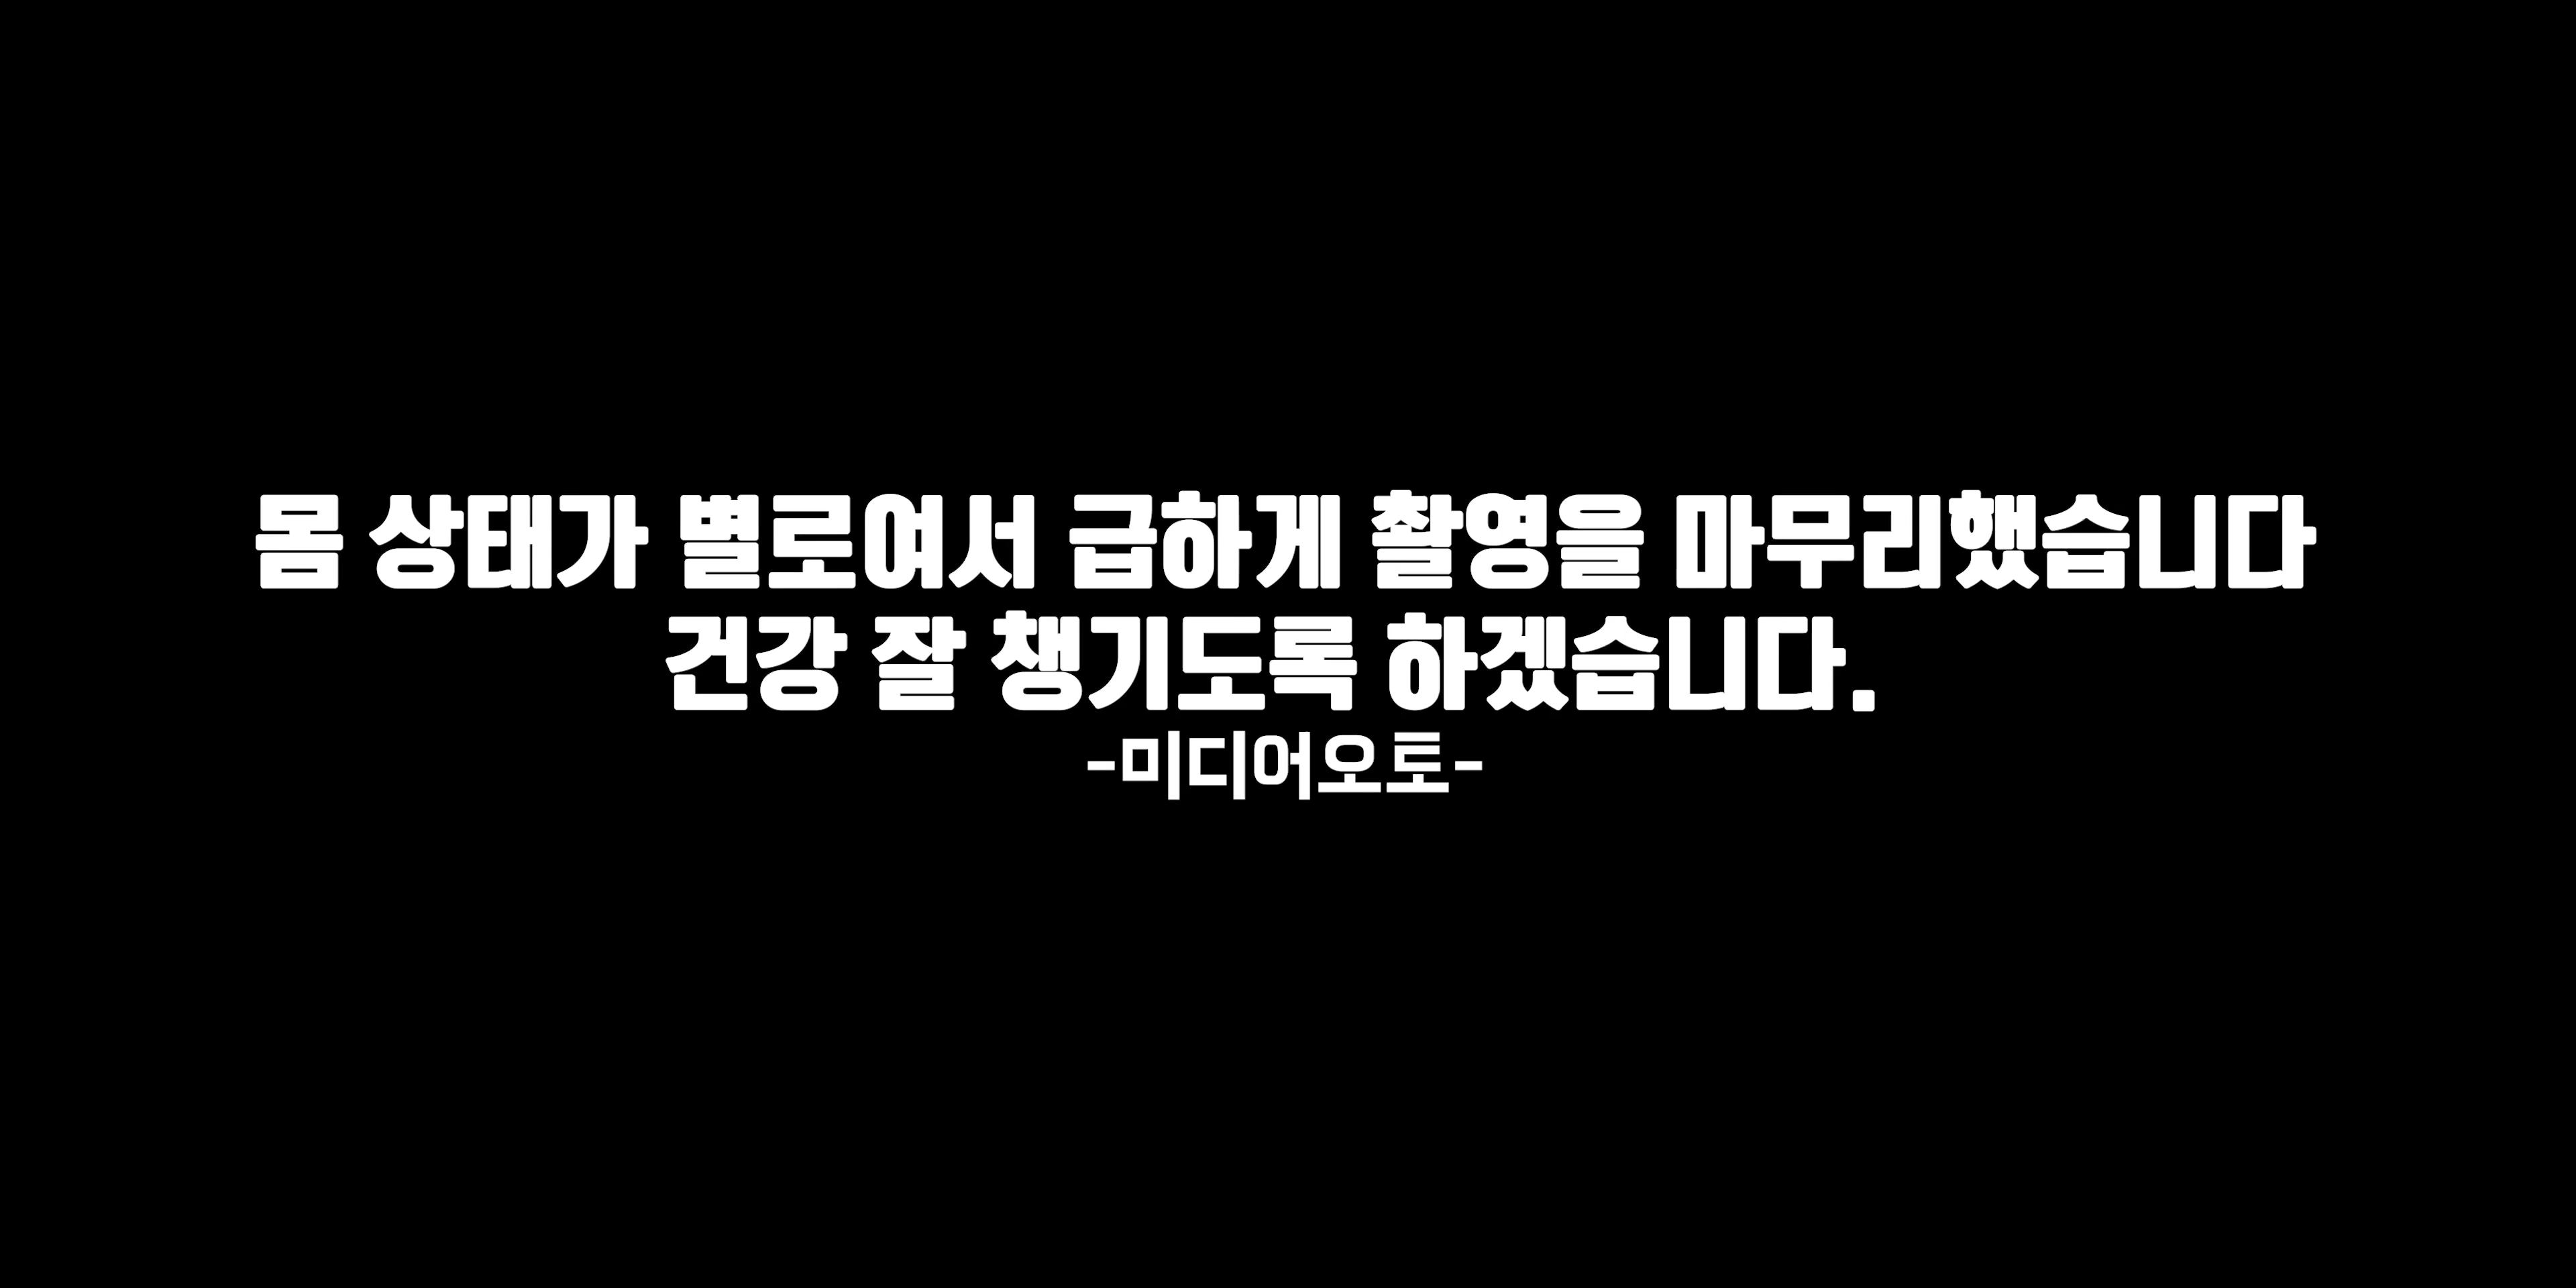 몸 상태가 별로여서 급하게 촬영을 마무리했습니다
건강 잘 챙기도록 하겠습니다.
-미디어오토-